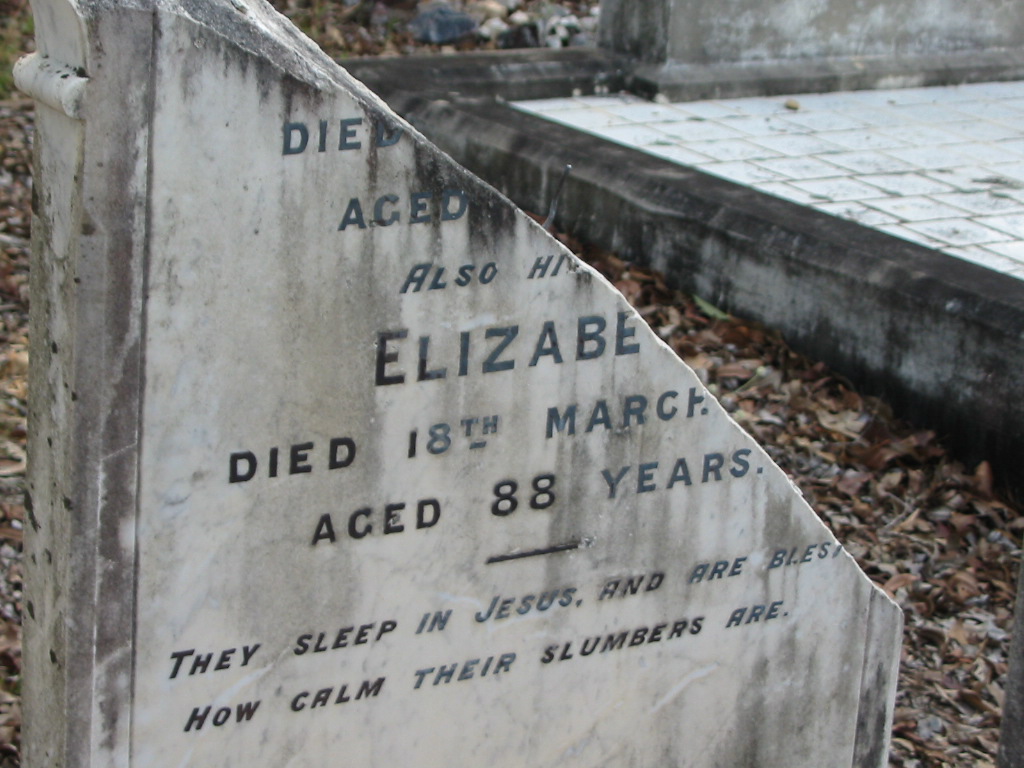 DIED
AGED
ALSO HI
ELIZABE
DIED 18TH MARCH
AGED 88 YEARS.
THEY SLEEP IN JESUS, AND ARE BLEST
HOW CALM THEIR SLUMBERS ARE.